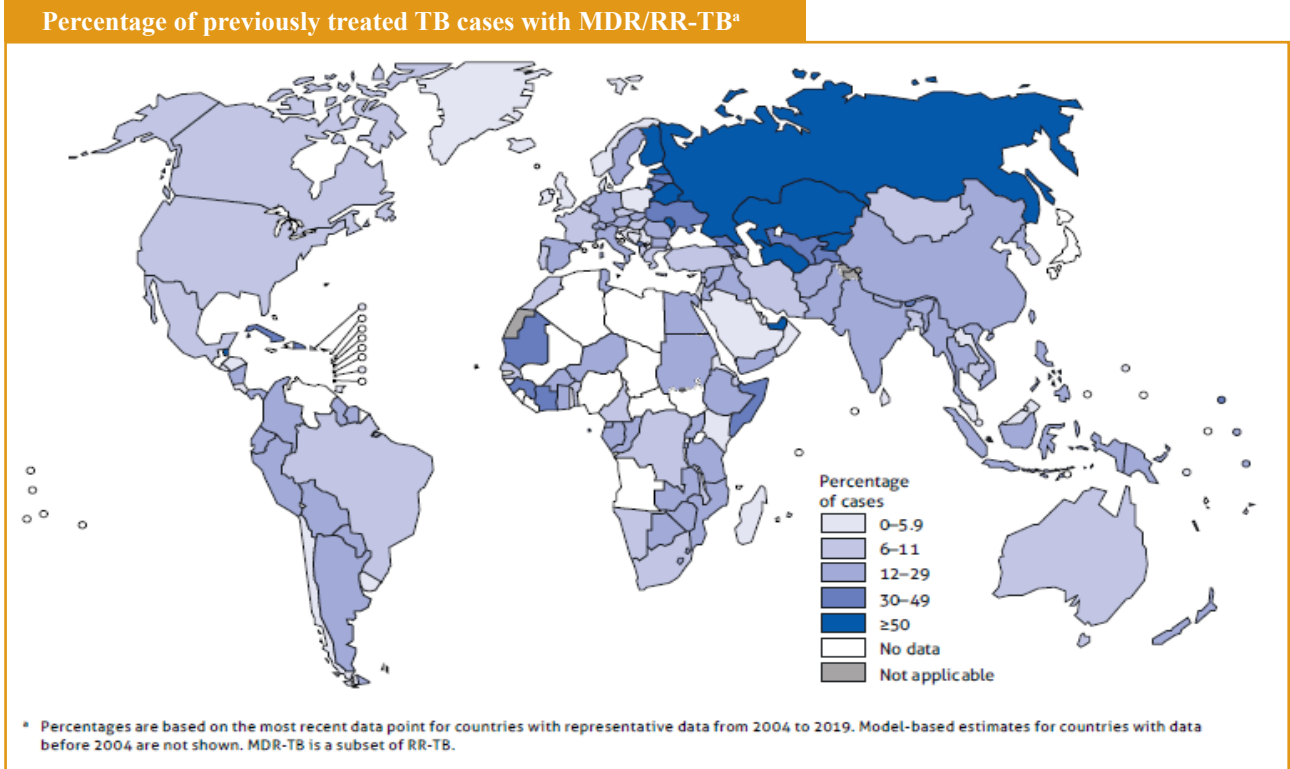 Percentage of previously treated TB cases with MDR/RR-TBᵃ
Percentage
of cases
0–5.9
6–11
12–29
30–49
≥50
No data
Not applicable
ᵃ Percentages are based on the most recent data point for countries with representative data from 2004 to 2019. Model-based estimates for countries with data
before 2004 are not shown. MDR-TB is a subset of RR-TB.